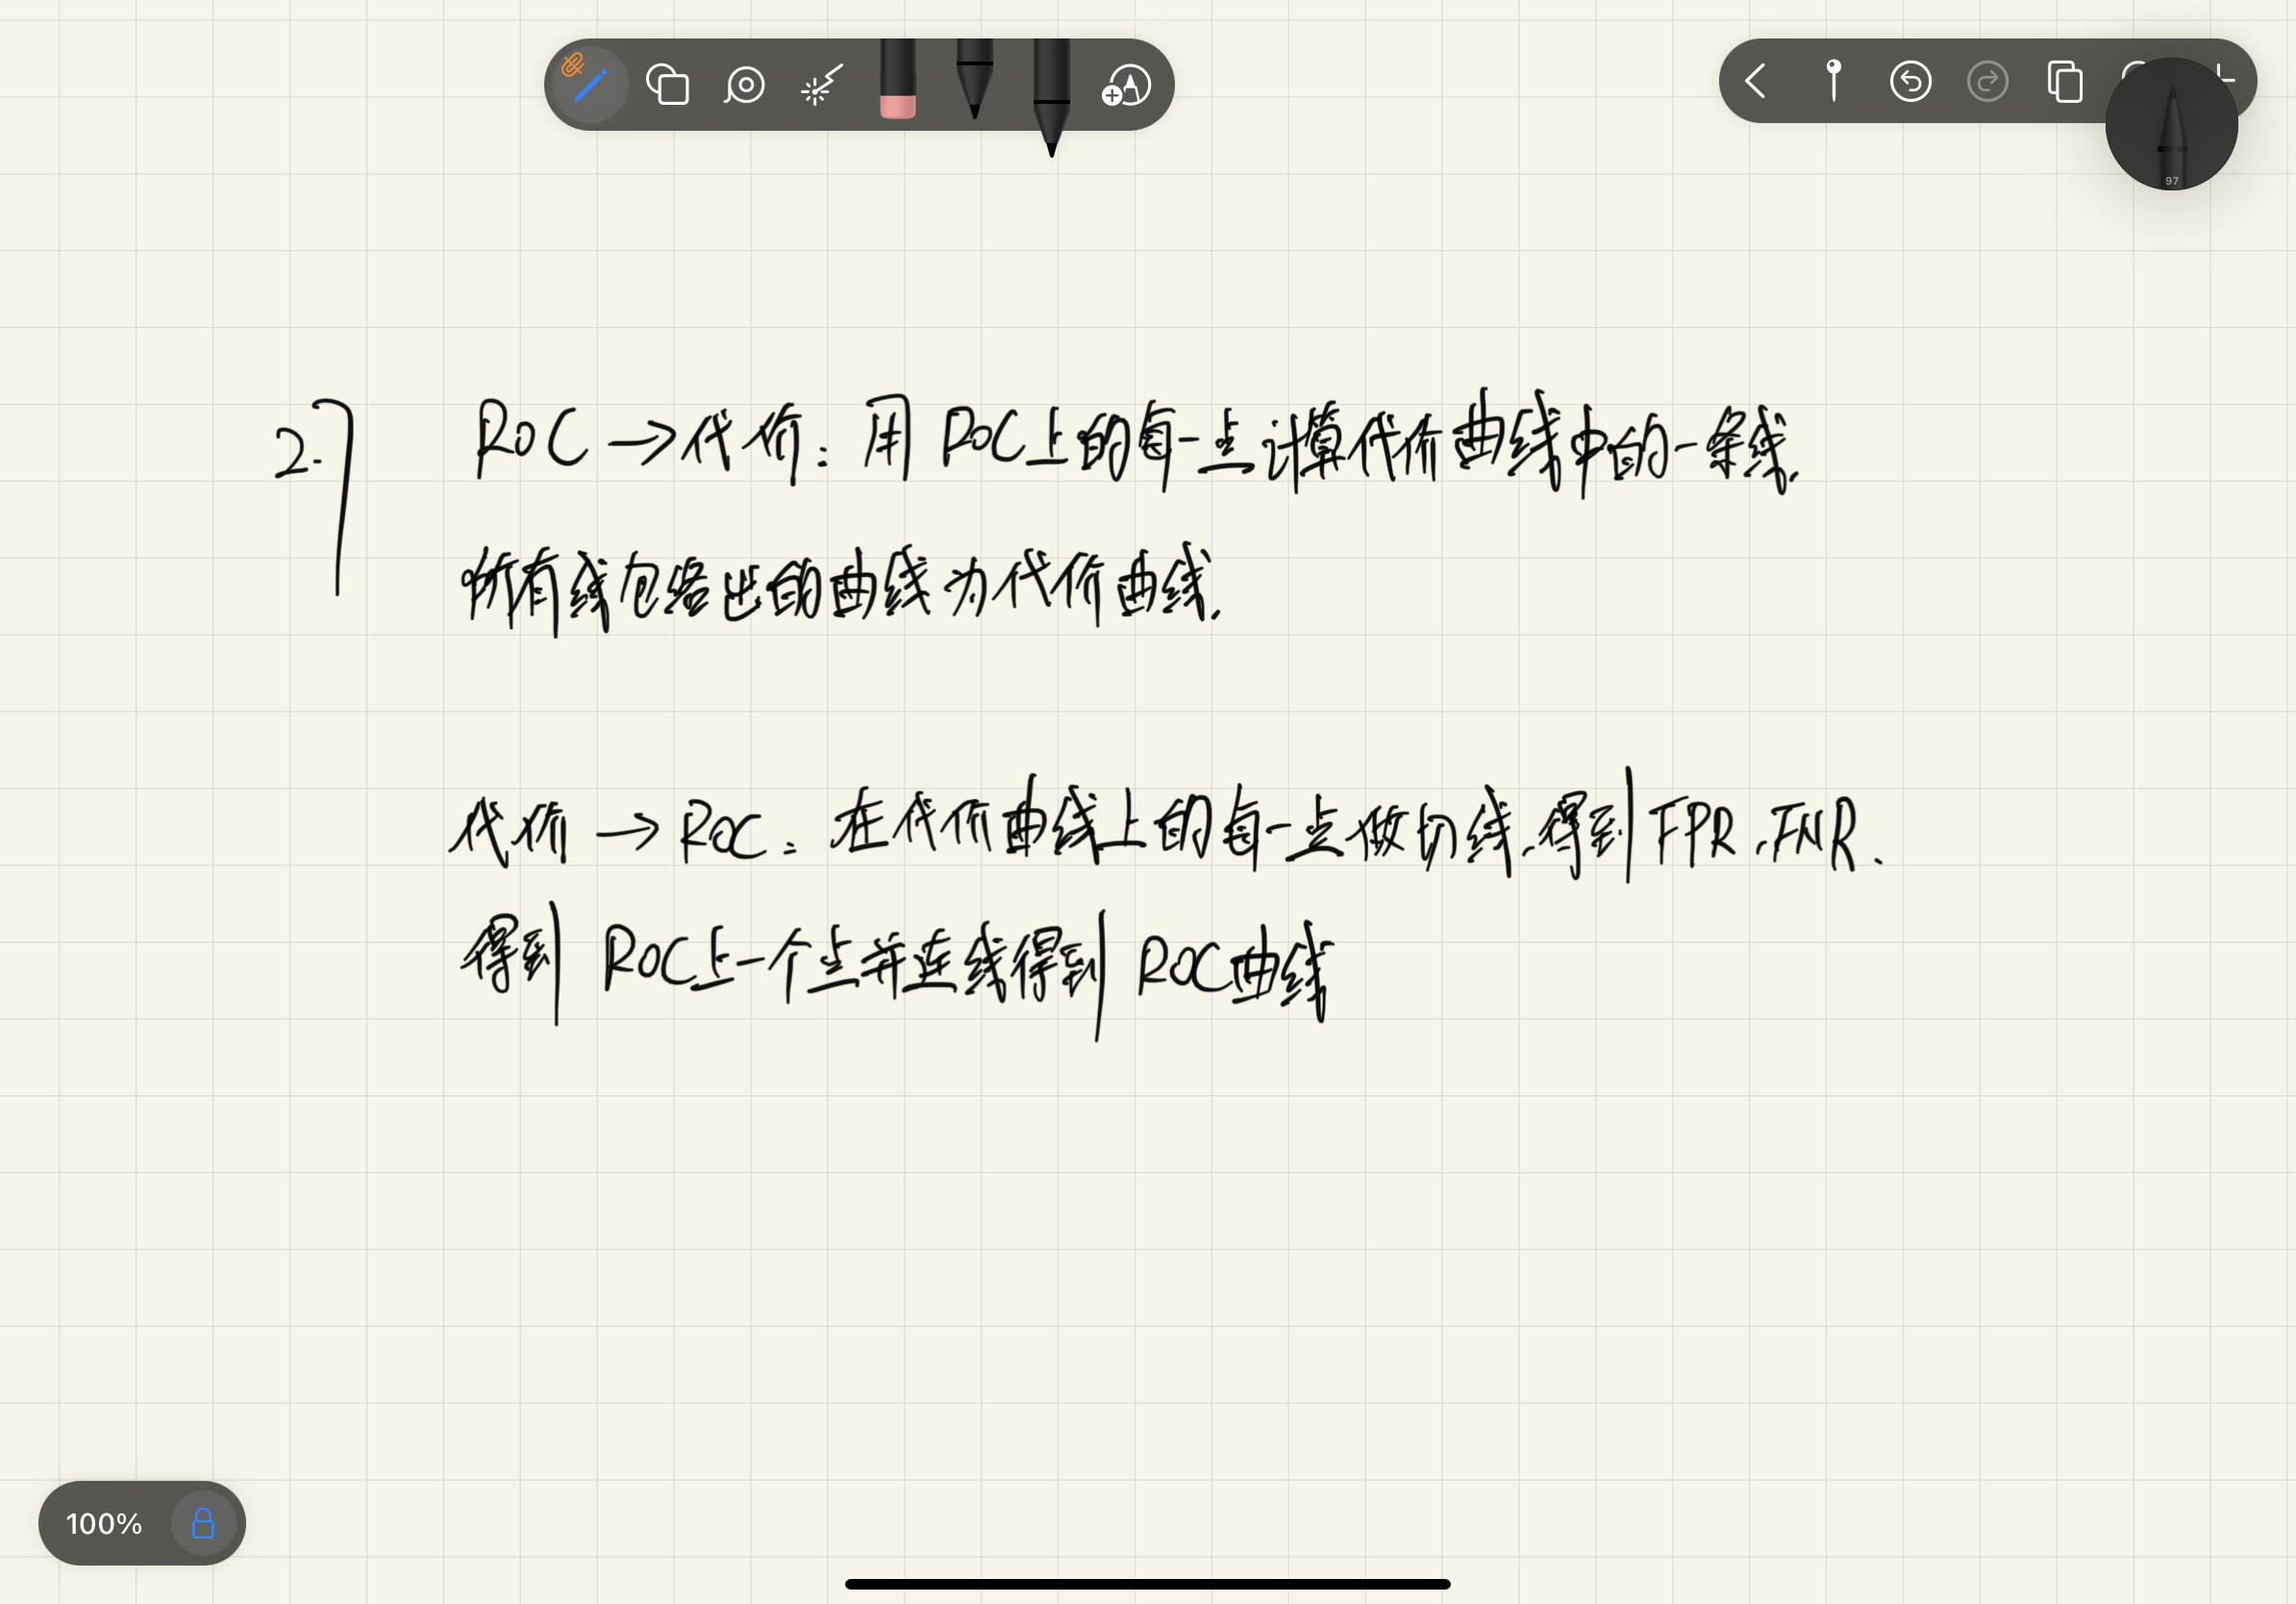 97
2.7 ROC→代价:用ROC上的每一点计算代价曲线中的一条线.
所有线包络出的曲线为代价曲线.
代价→ROC:在代价曲线上的每一点做切线,得到FPR,FNR.
得到ROC上一个点并连线得到ROC曲线
100%